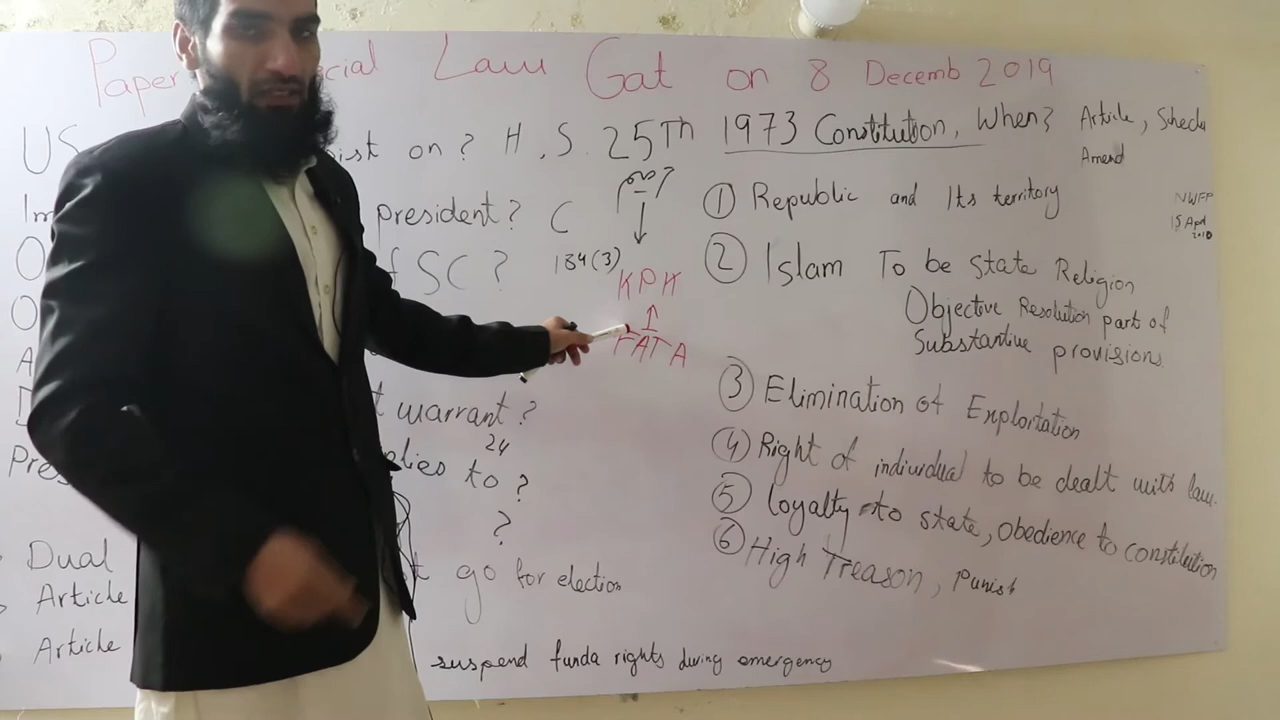 Paper cial Law Gat on 8 Decemb 2019
US ist on? H.S. 25Th
president? C
f SC? 184(3)
KPK
FATA
t warrant?
24
Pres lies to?
?
Dual t go for election
Article
Article
suspend funda rights during emergency
1973 Constitution, When? Article, Schedu
Amend
① Republic and Its territory
NWFP
15 Aprl
2010
② Islam To be State Religion
Objective Resolution part of
Substantive provisions
③ Elimination of Exploitation
④ Right of individual to be dealt with law.
⑤ Loyalty to state, Obedience to constitution
⑥ High Treason, Punish